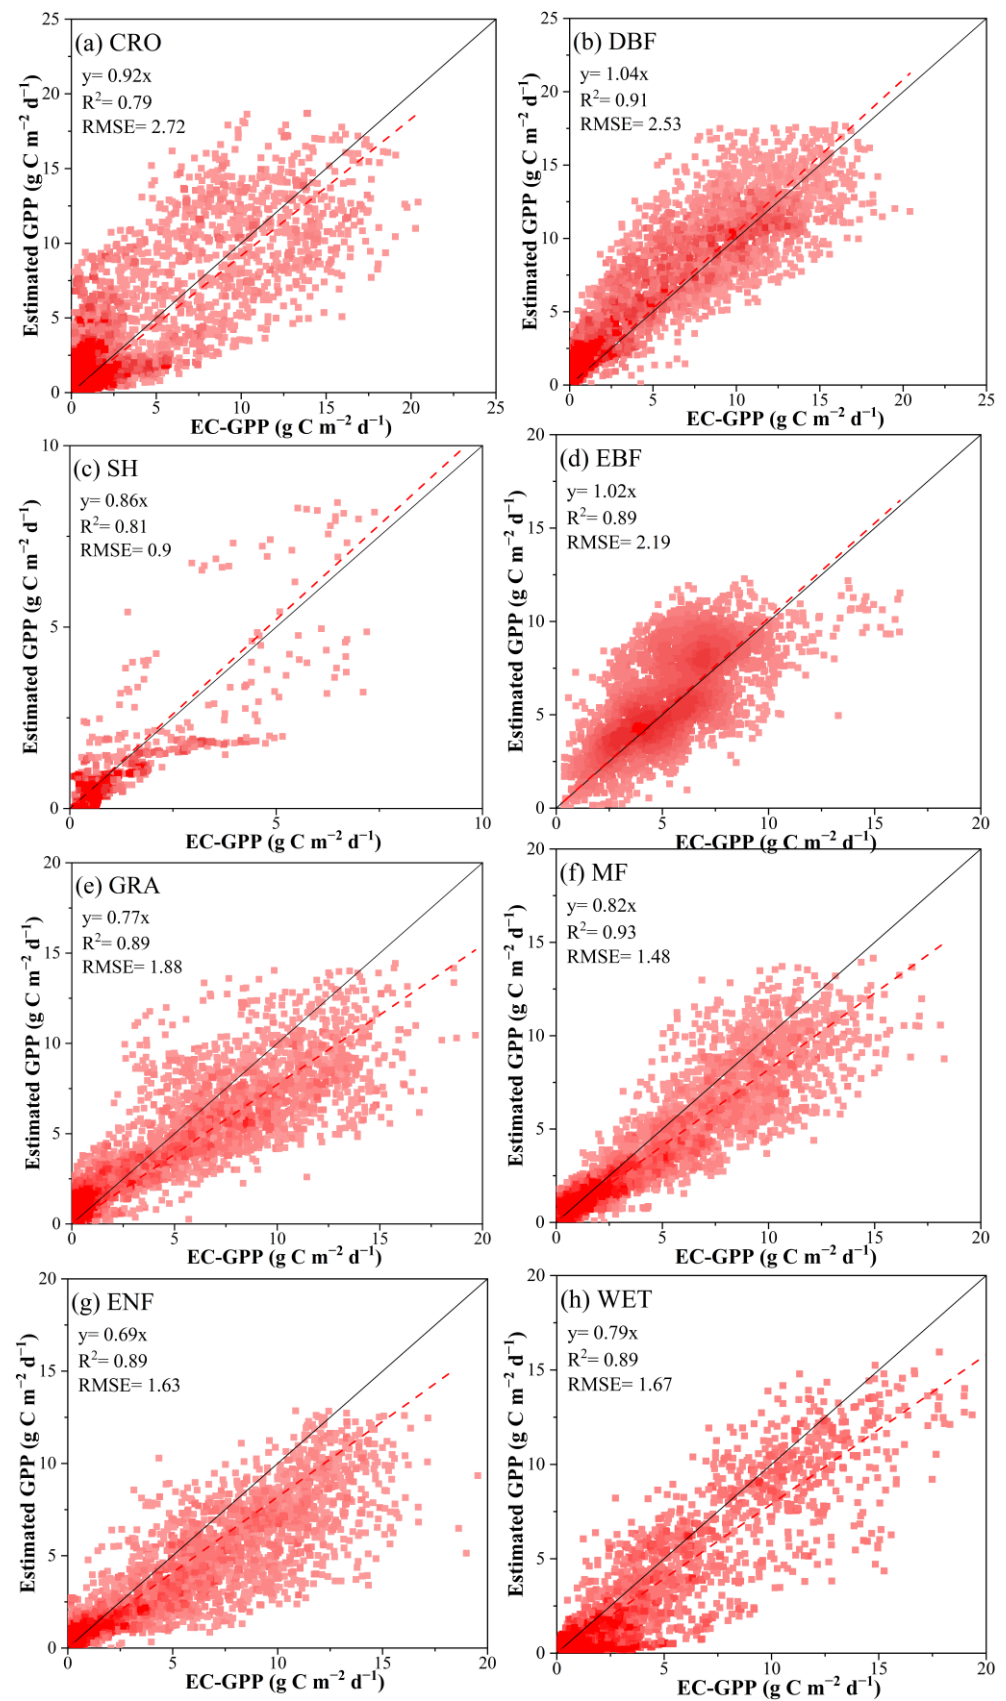 (a) CRO
y= 0.92x
R²= 0.79
RMSE= 2.72
Estimated GPP (g C m⁻² d⁻¹)
25
20
15
10
5
0
0 5 10 15 20 25
EC-GPP (g C m⁻² d⁻¹)
(b) DBF
y= 1.04x
R²= 0.91
RMSE= 2.53
Estimated GPP (g C m⁻² d⁻¹)
25
20
15
10
5
0
0 5 10 15 20 25
EC-GPP (g C m⁻² d⁻¹)
(c) SH
y= 0.86x
R²= 0.81
RMSE= 0.9
Estimated GPP (g C m⁻² d⁻¹)
10
5
0
0 5 10
EC-GPP (g C m⁻² d⁻¹)
(d) EBF
y= 1.02x
R²= 0.89
RMSE= 2.19
Estimated GPP (g C m⁻² d⁻¹)
20
15
10
5
0
0 5 10 15 20
EC-GPP (g C m⁻² d⁻¹)
(e) GRA
y= 0.77x
R²= 0.89
RMSE= 1.88
Estimated GPP (g C m⁻² d⁻¹)
20
15
10
5
0
0 5 10 15 20
EC-GPP (g C m⁻² d⁻¹)
(f) MF
y= 0.82x
R²= 0.93
RMSE= 1.48
Estimated GPP (g C m⁻² d⁻¹)
20
15
10
5
0
0 5 10 15 20
EC-GPP (g C m⁻² d⁻¹)
(g) ENF
y= 0.69x
R²= 0.89
RMSE= 1.63
Estimated GPP (g C m⁻² d⁻¹)
20
15
10
5
0
0 5 10 15 20
EC-GPP (g C m⁻² d⁻¹)
(h) WET
y= 0.79x
R²= 0.89
RMSE= 1.67
Estimated GPP (g C m⁻² d⁻¹)
20
15
10
5
0
0 5 10 15 20
EC-GPP (g C m⁻² d⁻¹)